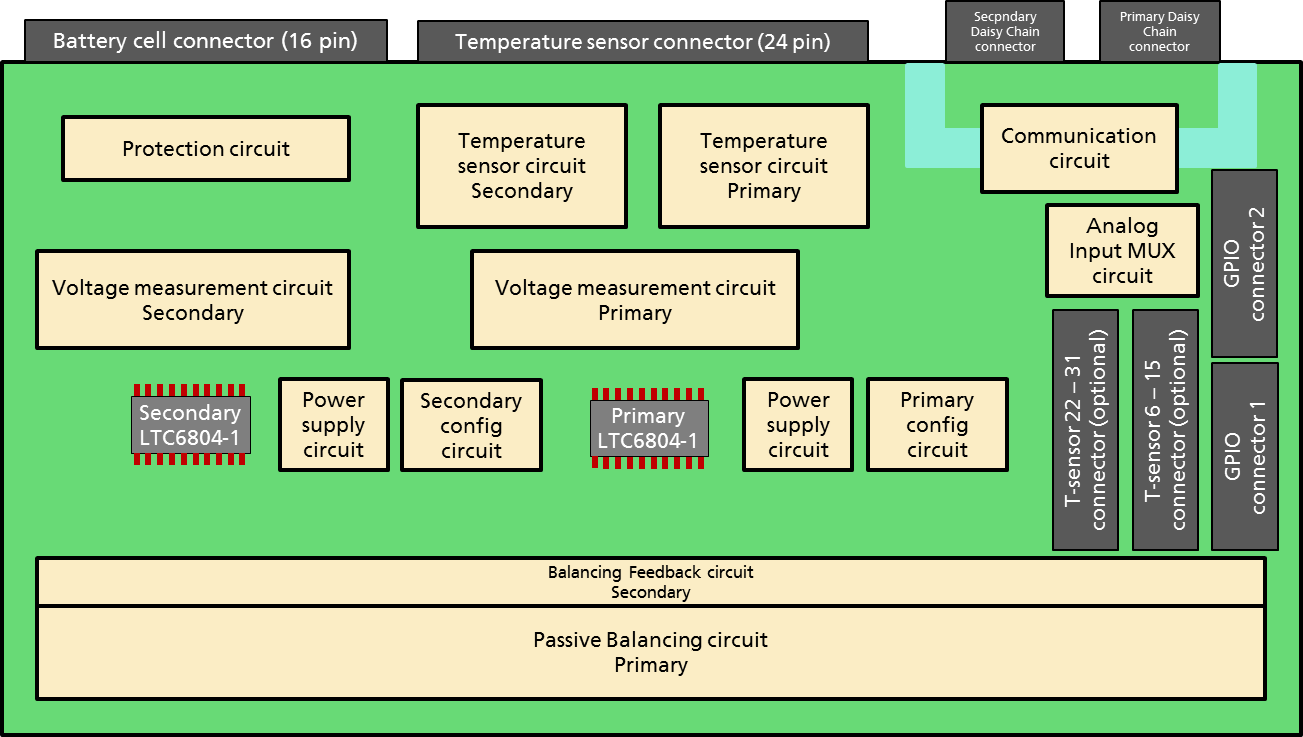 Battery cell connector (16 pin)
Temperature sensor connector (24 pin)
Secpndary
Daisy Chain
connector
Primary Daisy
Chain
connector
Protection circuit
Temperature
sensor circuit
Secondary
Temperature
sensor circuit
Primary
Communication
circuit
Analog
Input MUX
circuit
GPIO
connector 2
Voltage measurement circuit
Secondary
Voltage measurement circuit
Primary
Secondary
LTC6804-1
Power
supply
circuit
Secondary
config
circuit
Primary
LTC6804-1
Power
supply
circuit
Primary
config
circuit
T-sensor 22 – 31
connector (optional)
T-sensor 6 – 15
connector (optional)
GPIO
connector 1
Balancing Feedback circuit
Secondary
Passive Balancing circuit
Primary